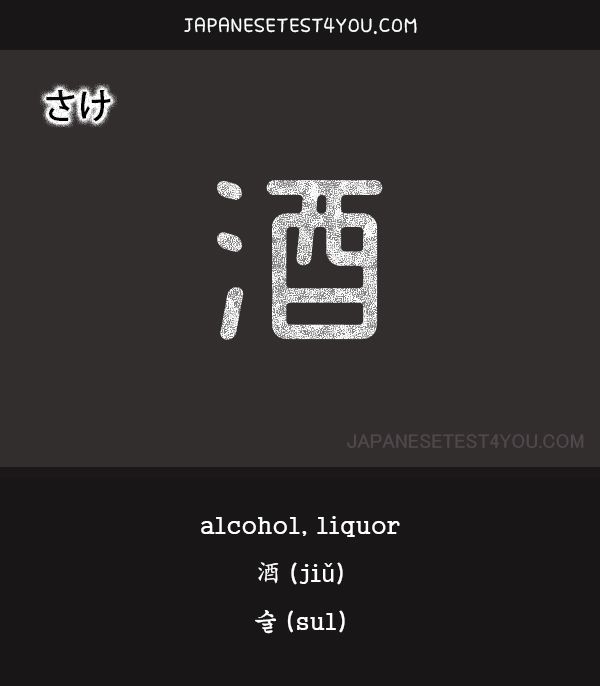 JAPANESETEST4YOU.COM
さけ
酒
JAPANESETEST4YOU.COM
alcohol, liquor
酒 (jiǔ)
술 (sul)